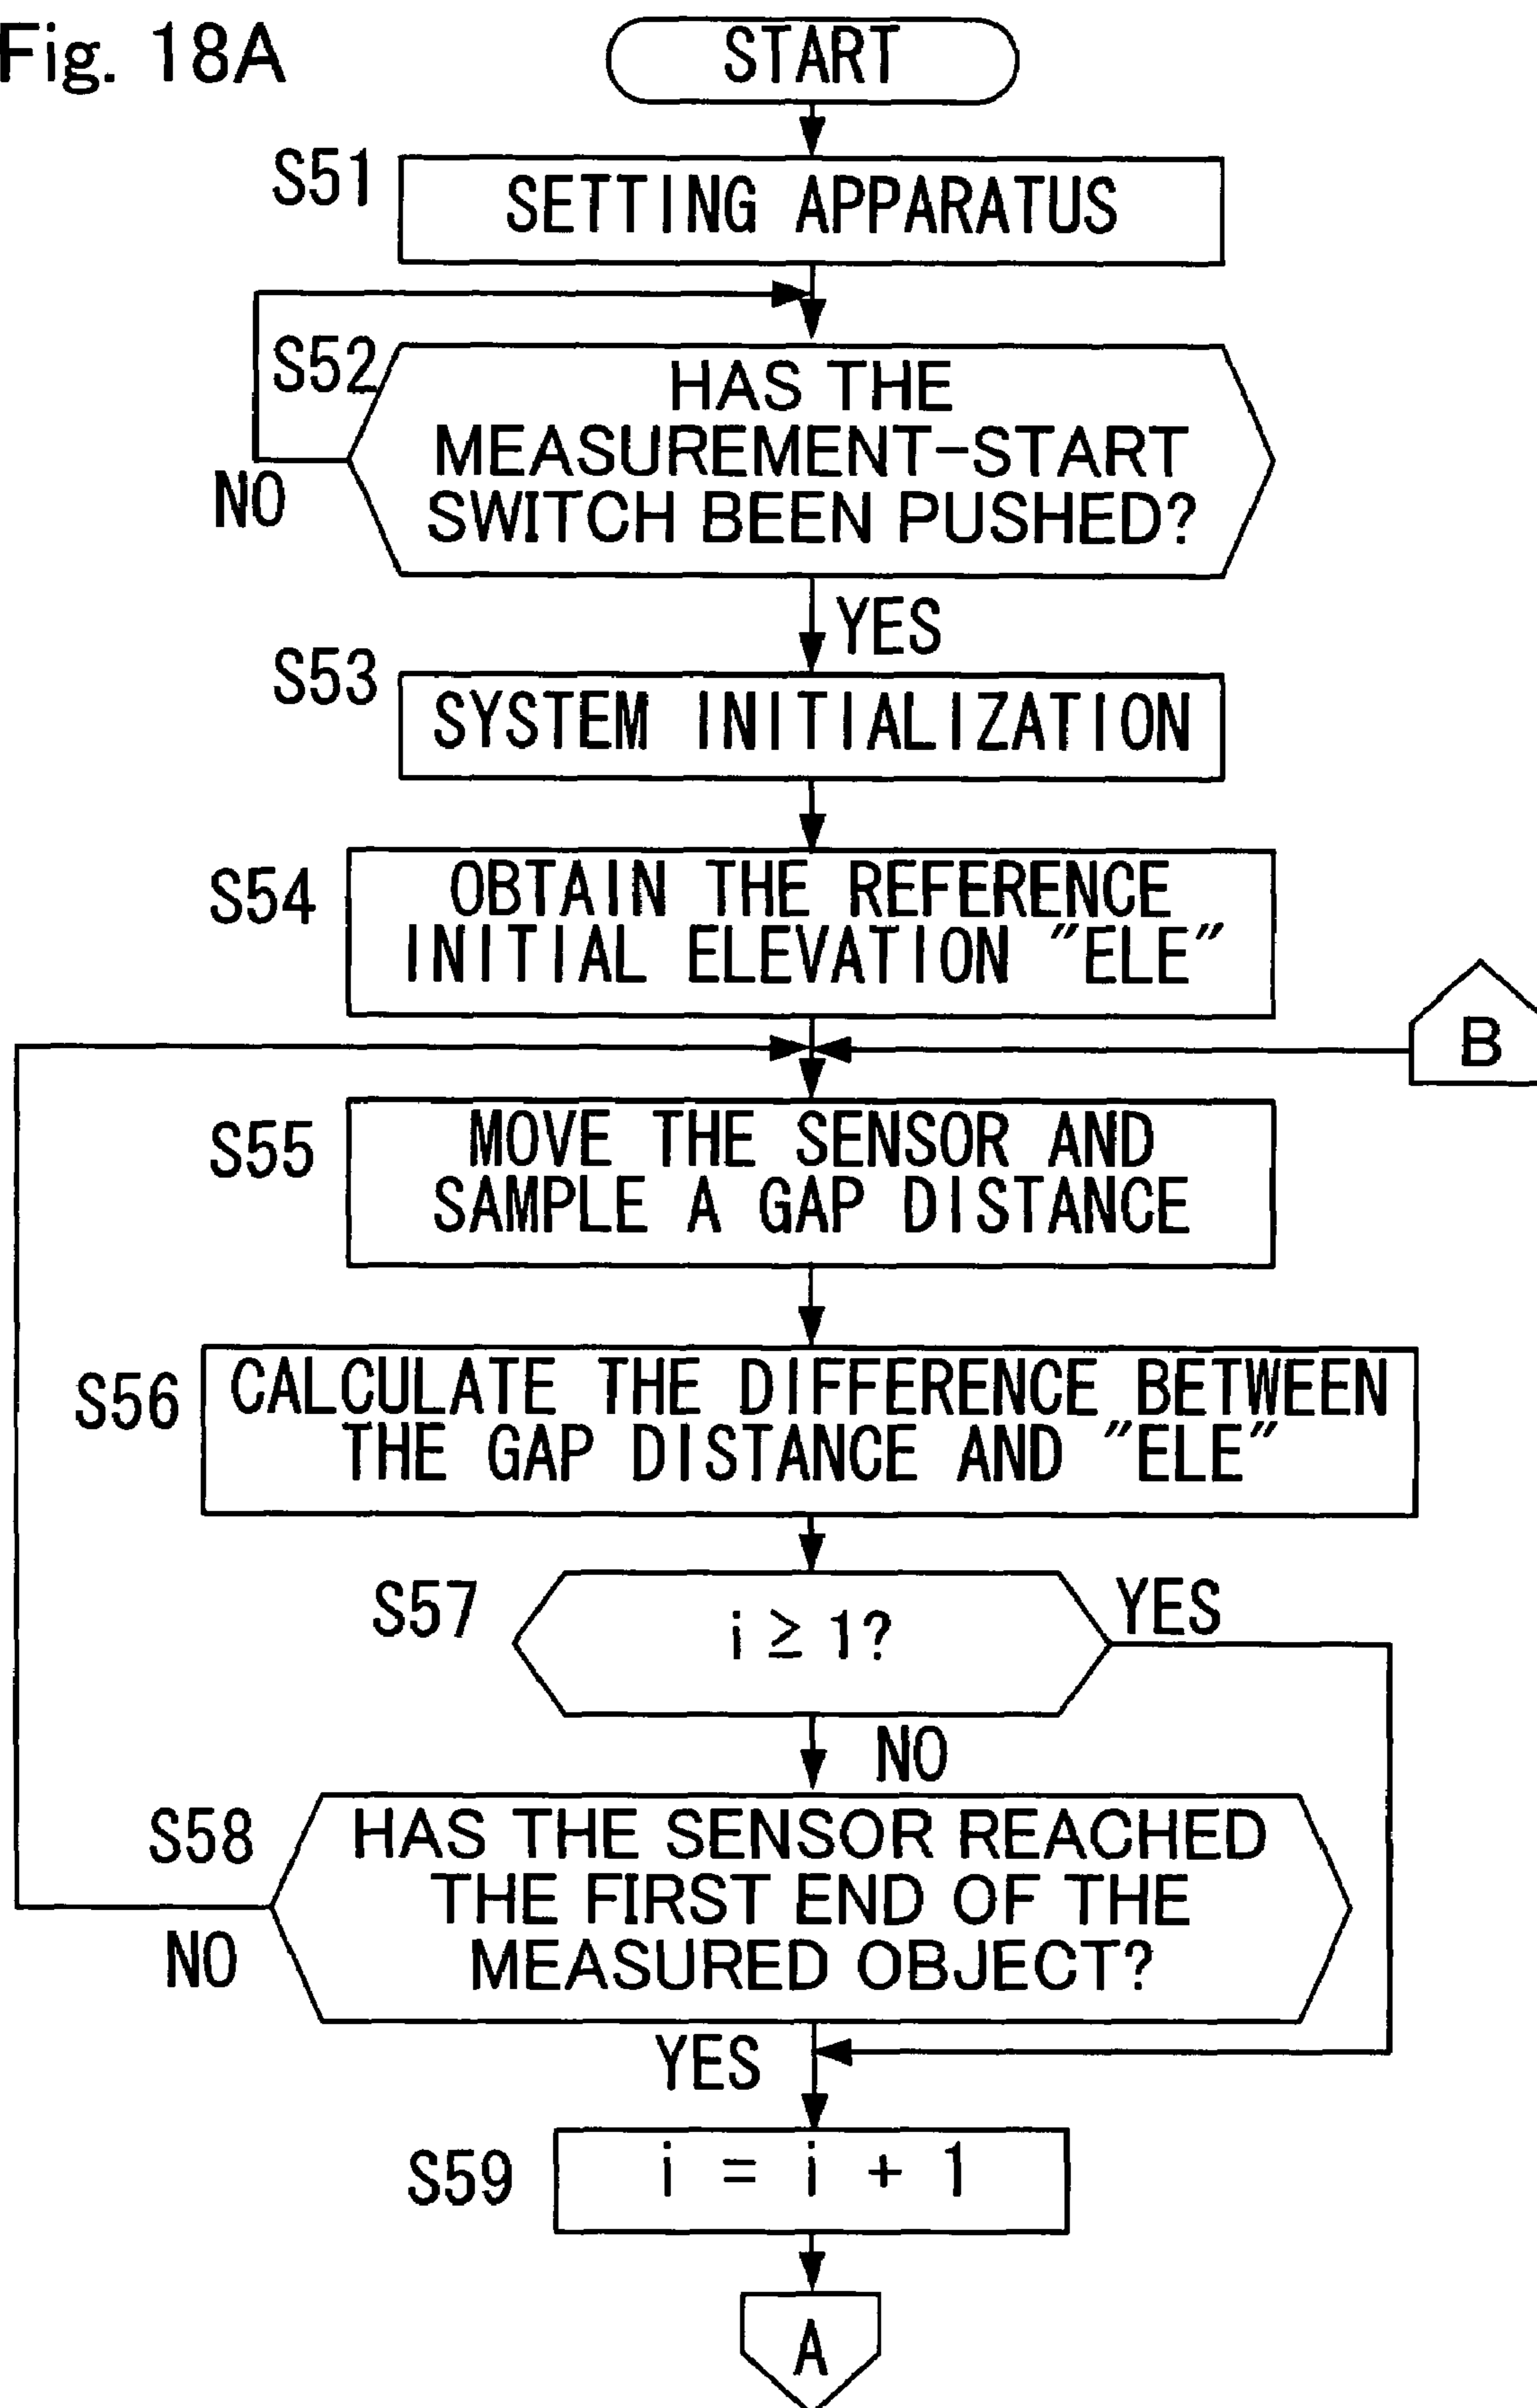 Fig. 18A
START
S51
SETTING APPARATUS
S52
HAS THE
MEASUREMENT-START
SWITCH BEEN PUSHED?
NO
YES
S53
SYSTEM INITIALIZATION
S54
OBTAIN THE REFERENCE
INITIAL ELEVATION "ELE"
B
S55
MOVE THE SENSOR AND
SAMPLE A GAP DISTANCE
S56
CALCULATE THE DIFFERENCE BETWEEN
THE GAP DISTANCE AND "ELE"
S57
i ≥ 1?
YES
NO
S58
HAS THE SENSOR REACHED
THE FIRST END OF THE
MEASURED OBJECT?
NO
YES
S59
i = i + 1
A